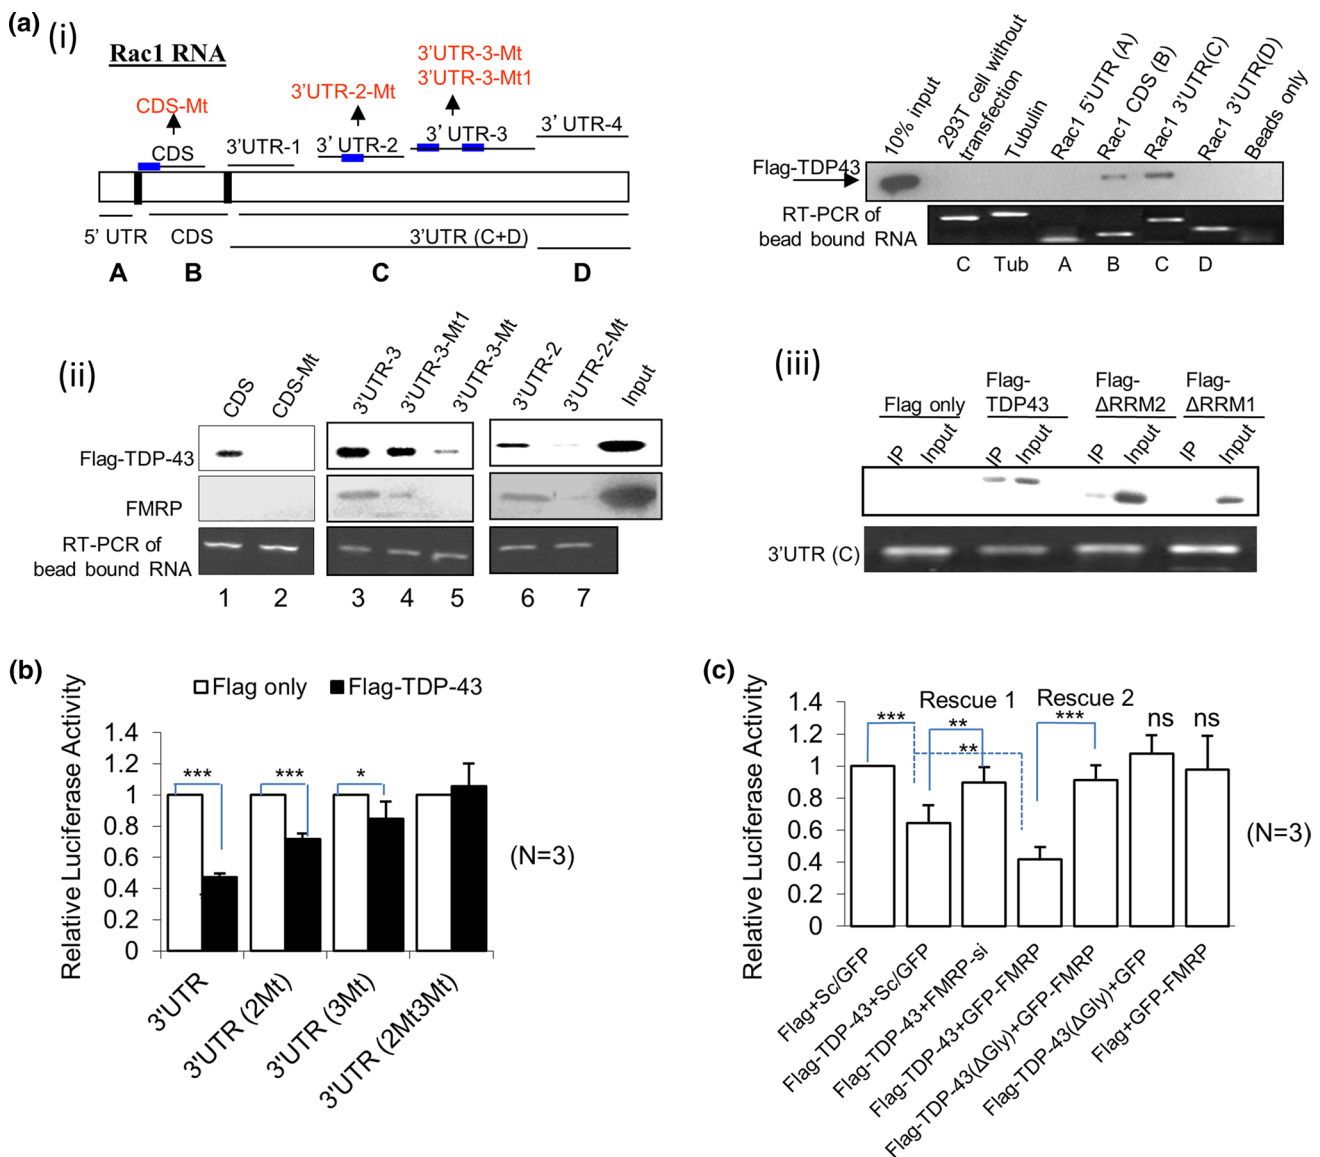 (a)
(i)
Rac1 RNA
CDS-Mt
3'UTR-2-Mt
3'UTR-3-Mt
3'UTR-3-Mt1
CDS
3'UTR-1
3' UTR-2
3' UTR-3
3' UTR-4
5' UTR
CDS
3'UTR (C+D)
A
B
C
D
10% input
293T cell without
transfection
Tubulin
Rac1 5'UTR (A)
Rac1 CDS (B)
Rac1 3'UTR(C)
Rac1 3'UTR(D)
Beads only
Flag-TDP43
RT-PCR of
bead bound RNA
C Tub A B C D
(ii)
CDS
CDS-Mt
3'UTR-3
3'UTR-3-Mt1
3'UTR-3-Mt
3'UTR-2
3'UTR-2-Mt
Input
Flag-TDP-43
FMRP
RT-PCR of
bead bound RNA
1 2 3 4 5 6 7
(iii)
Flag only
Flag-
TDP43
Flag-
ΔRRM2
Flag-
ΔRRM1
IP Input IP Input IP Input IP Input
3'UTR (C)
(b)
Relative Luciferase Activity
Flag only
Flag-TDP-43
1.4
1.2
1
0.8
0.6
0.4
0.2
0
***
***
*
(N=3)
3'UTR
3'UTR (2Mt)
3'UTR (3Mt)
3'UTR (2Mt3Mt)
(c)
Relative Luciferase Activity
1.4
1.2
1
0.8
0.6
0.4
0.2
0
Rescue 1
Rescue 2
***
**
**
***
ns
ns
(N=3)
Flag+Sc/GFP
Flag-TDP-43+Sc/GFP
Flag-TDP-43+FMRP-si
Flag-TDP-43+GFP-FMRP
Flag-TDP-43(ΔGly)+GFP-FMRP
Flag-TDP-43(ΔGly)+GFP
Flag+GFP-FMRP